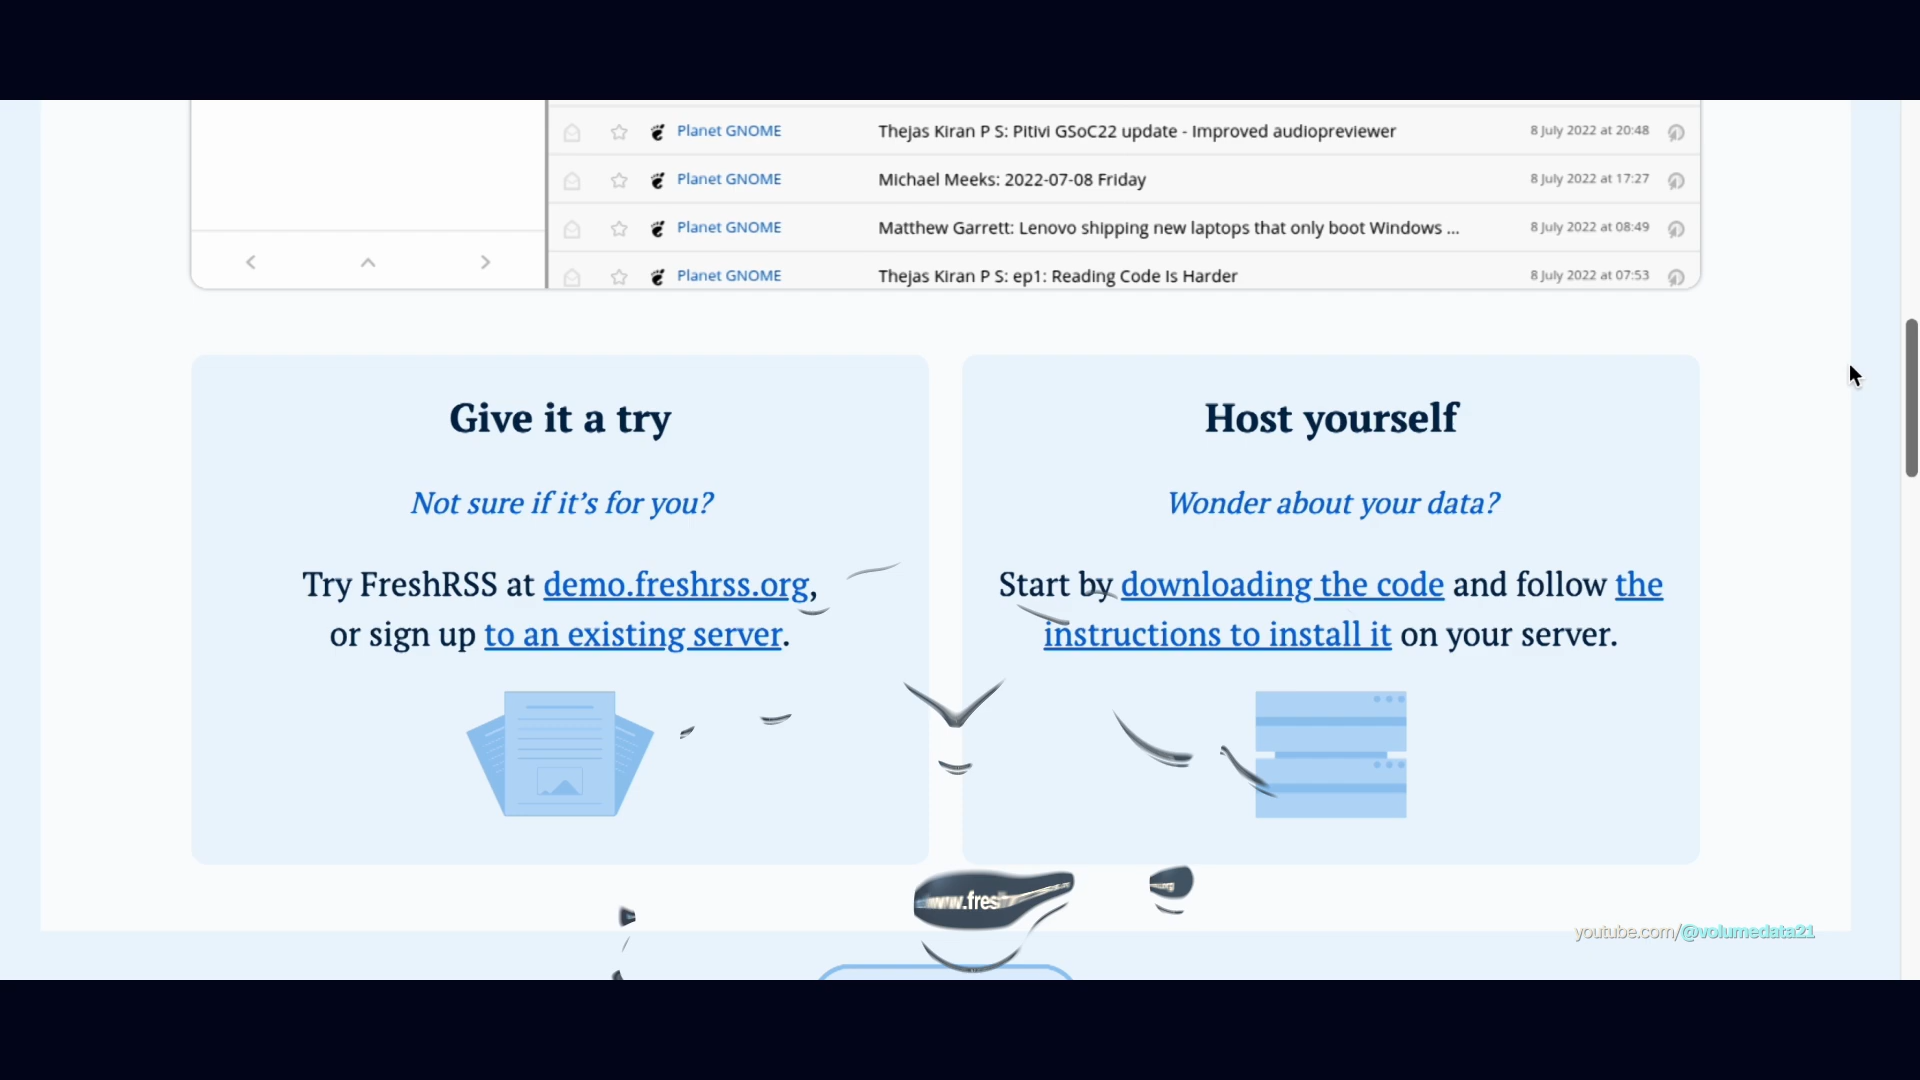 Planet GNOME Thejas Kiran P S: Pitivi GSoC22 update - Improved audiopreviewer 8 July 2022 at 20:48
Planet GNOME Michael Meeks: 2022-07-08 Friday 8 July 2022 at 17:27
Planet GNOME Matthew Garrett: Lenovo shipping new laptops that only boot Windows ... 8 July 2022 at 08:49
Planet GNOME Thejas Kiran P S: ep1: Reading Code Is Harder 8 July 2022 at 07:53
Give it a try
Not sure if it’s for you?
Try FreshRSS at demo.freshrss.org,
or sign up to an existing server.
Host yourself
Wonder about your data?
Start by downloading the code and follow the
instructions to install it on your server.
www.fres
youtube.com/@volumedata21